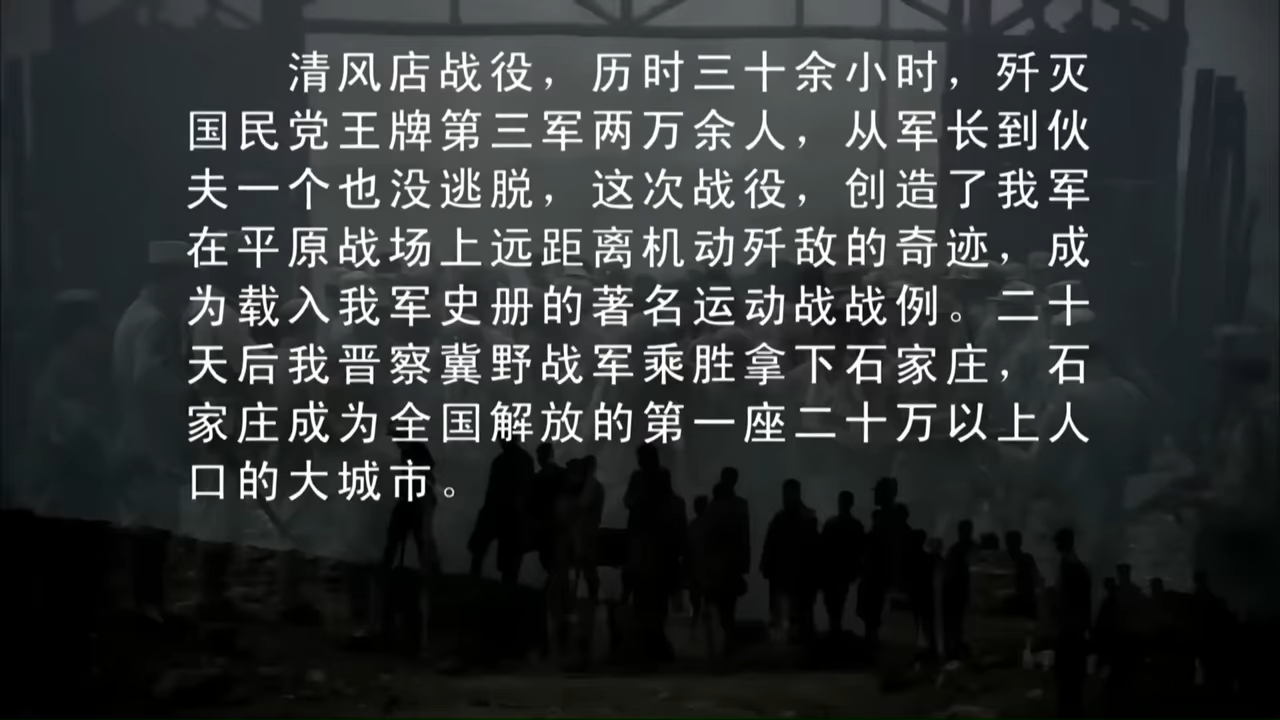 清风店战役，历时三十余小时，歼灭
国民党王牌第三军两万余人，从军长到伙
夫一个也没逃脱，这次战役，创造了我军
在平原战场上远距离机动歼敌的奇迹，成
为载入我军史册的著名运动战战例。二十
天后我晋察冀野战军乘胜拿下石家庄，石
家庄成为全国解放的第一座二十万以上人
口的大城市。